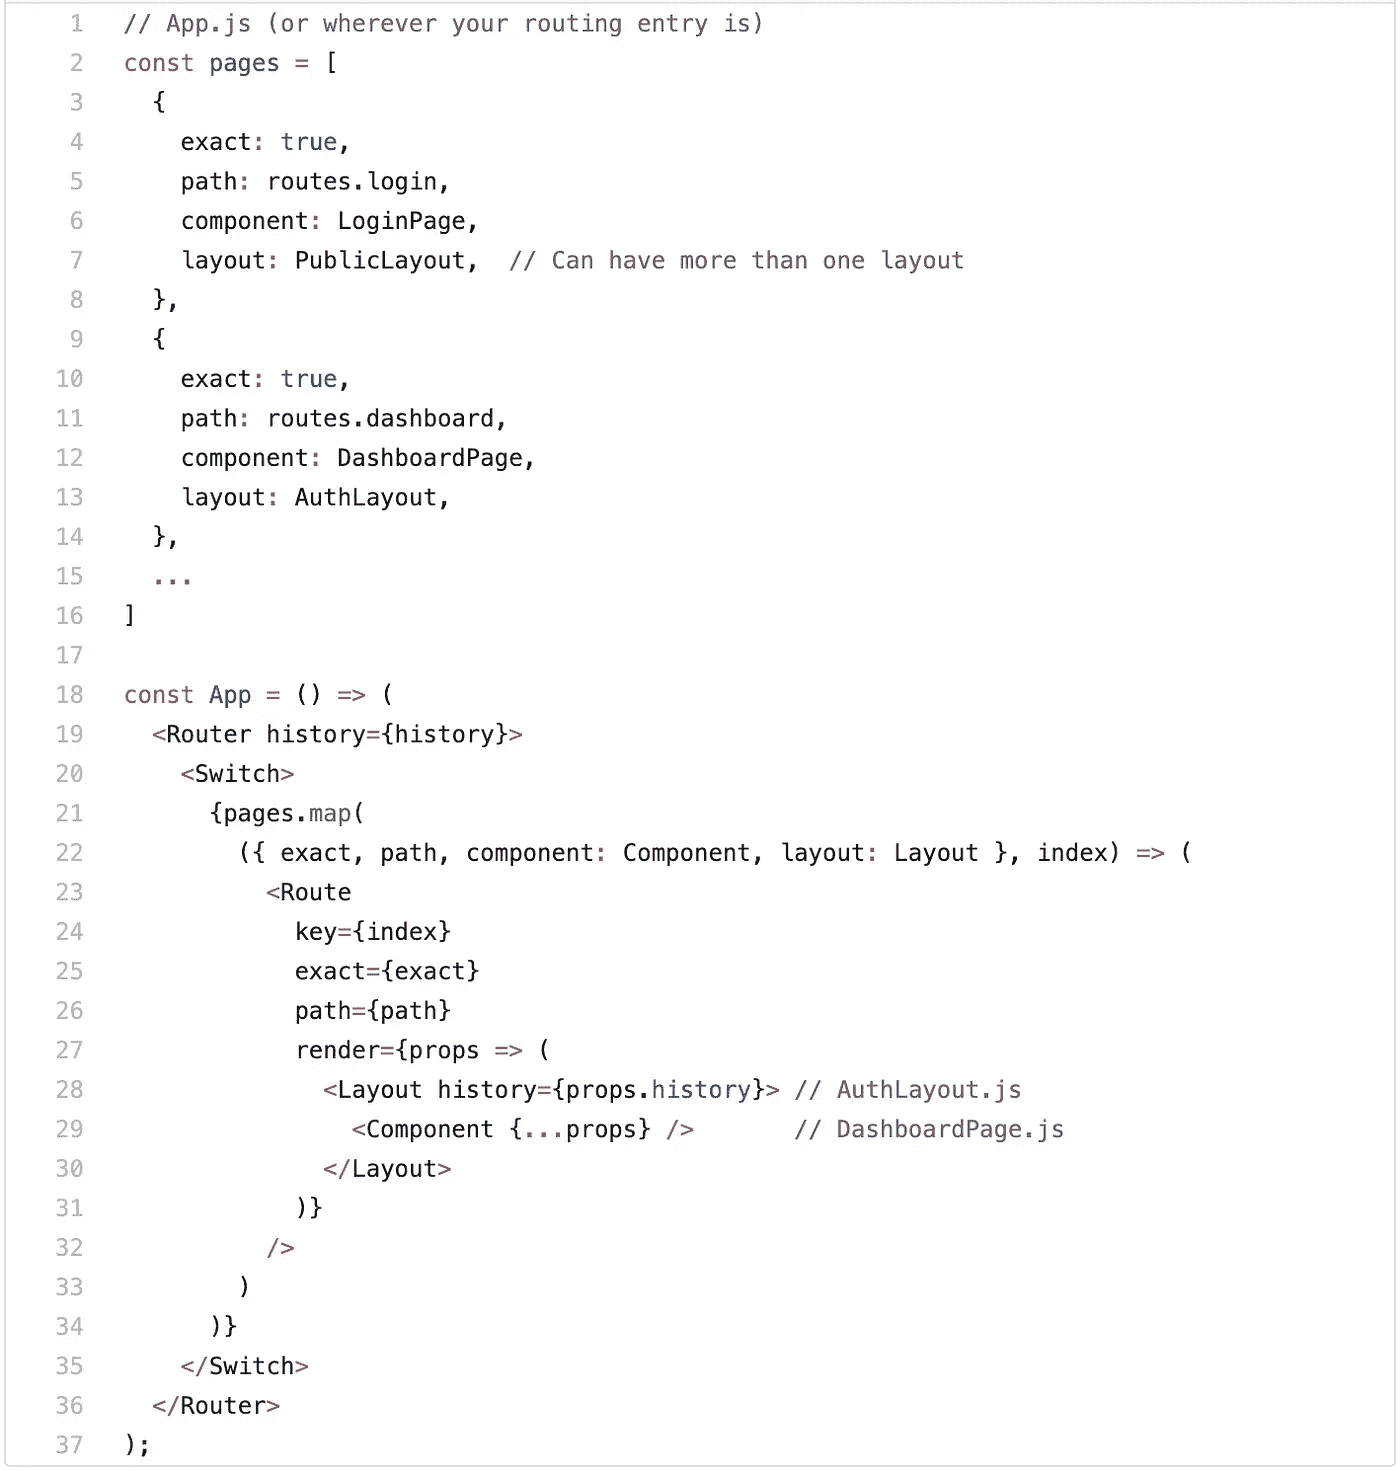 1 // App.js (or wherever your routing entry is)
2 const pages = [
3   {
4     exact: true,
5     path: routes.login,
6     component: LoginPage,
7     layout: PublicLayout,  // Can have more than one layout
8   },
9   {
10     exact: true,
11     path: routes.dashboard,
12     component: DashboardPage,
13     layout: AuthLayout,
14   },
15   ...
16 ]
17
18 const App = () => (
19   <Router history={history}>
20     <Switch>
21       {pages.map(
22         ({ exact, path, component: Component, layout: Layout }, index) => (
23           <Route
24             key={index}
25             exact={exact}
26             path={path}
27             render={props => (
28               <Layout history={props.history}> // AuthLayout.js
29                 <Component {...props} />       // DashboardPage.js
30               </Layout>
31             )}
32           />
33         )
34       )}
35     </Switch>
36   </Router>
37 );